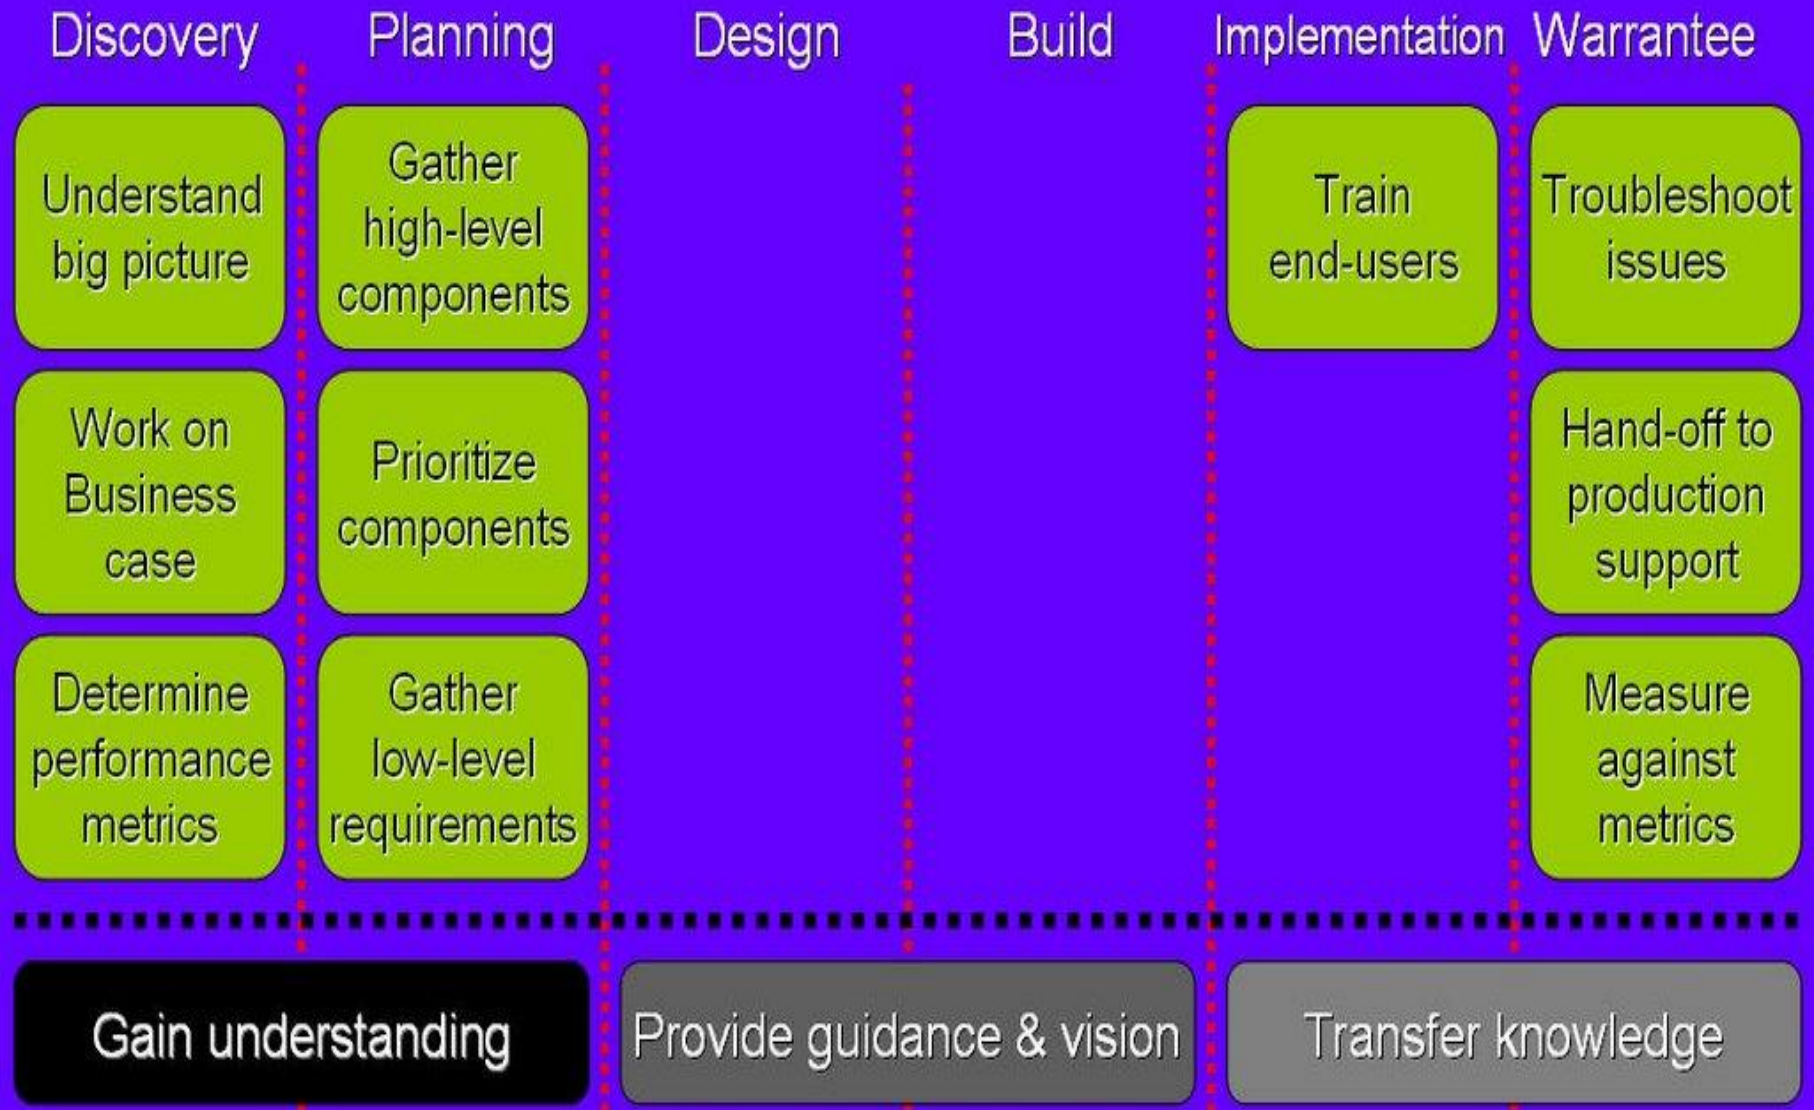 Discovery Planning Design Build Implementation Warrantee
Understand
big picture
Work on
Business
case
Determine
performance
metrics
Gather
high-level
components
Prioritize
components
Gather
low-level
requirements
Train
end-users
Troubleshoot
issues
Hand-off to
production
support
Measure
against
metrics
Gain understanding
Provide guidance & vision
Transfer knowledge